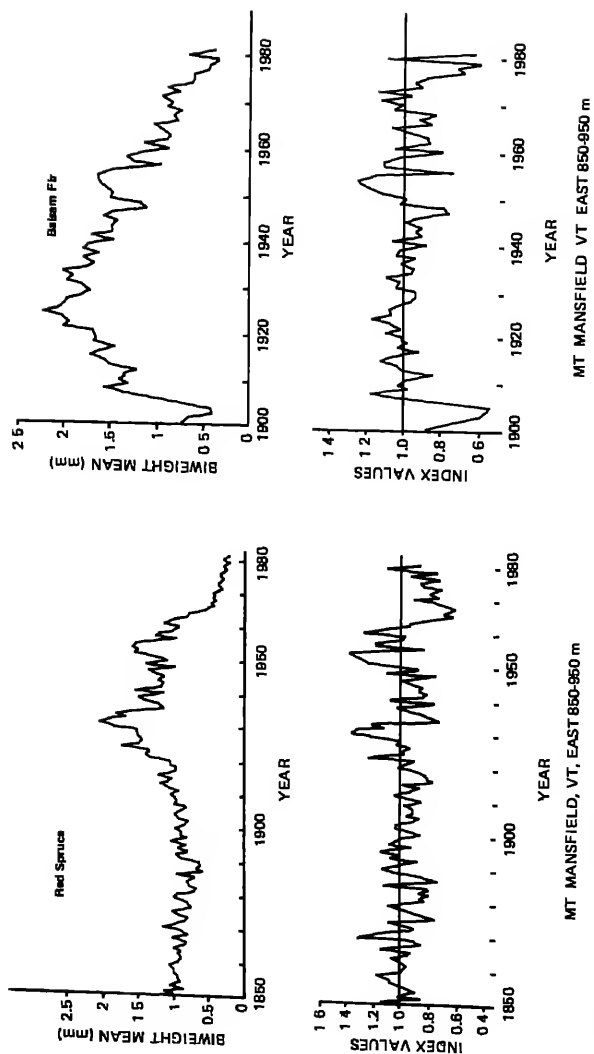 Red Spruce
BIWEIGHT MEAN (mm)
2.5
2
1.5
1
0.5
0
1850 1900 1950 1980
YEAR
INDEX VALUES
1 6
1.4
1.2
1.0
0.8
0.6
0 4
1850 1900 1950 1980
YEAR
MT MANSFIELD, VT, EAST 850-950 m
Balsam Fir
BIWEIGHT MEAN (mm)
2 5
2
1.5
1
0.5
0
1900 1920 1940 1960 1980
YEAR
INDEX VALUES
1.4
1.2
1.0
0.8
0 6
1900 1920 1940 1960 1980
YEAR
MT MANSFIELD VT EAST 850-950 m